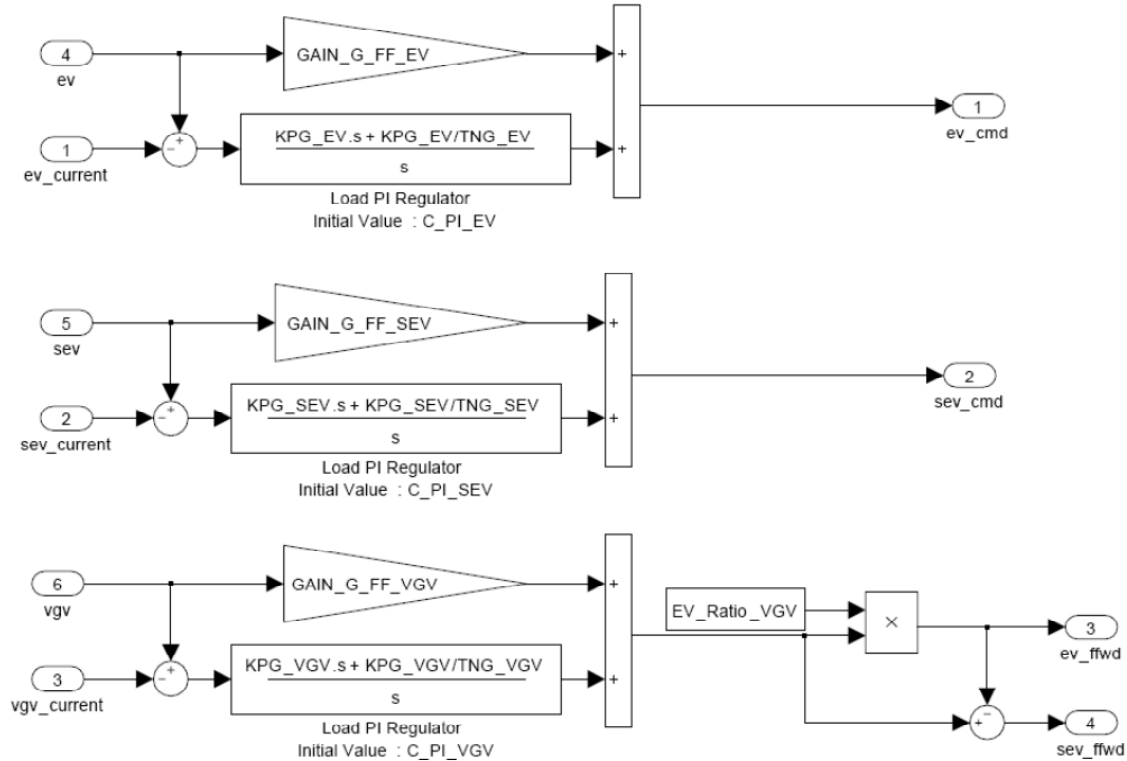 4
ev
GAIN_G_FF_EV
+
1
ev_cmd
1
ev_current
+
−
KPG_EV.s + KPG_EV/TNG_EV
s
+
Load PI Regulator
Initial Value : C_PI_EV
5
sev
GAIN_G_FF_SEV
+
2
sev_cmd
2
sev_current
+
−
KPG_SEV.s + KPG_SEV/TNG_SEV
s
+
Load PI Regulator
Initial Value : C_PI_SEV
6
vgv
GAIN_G_FF_VGV
+
EV_Ratio_VGV
×
3
ev_ffwd
3
vgv_current
+
−
KPG_VGV.s + KPG_VGV/TNG_VGV
s
+
Load PI Regulator
Initial Value : C_PI_VGV
−
+
4
sev_ffwd